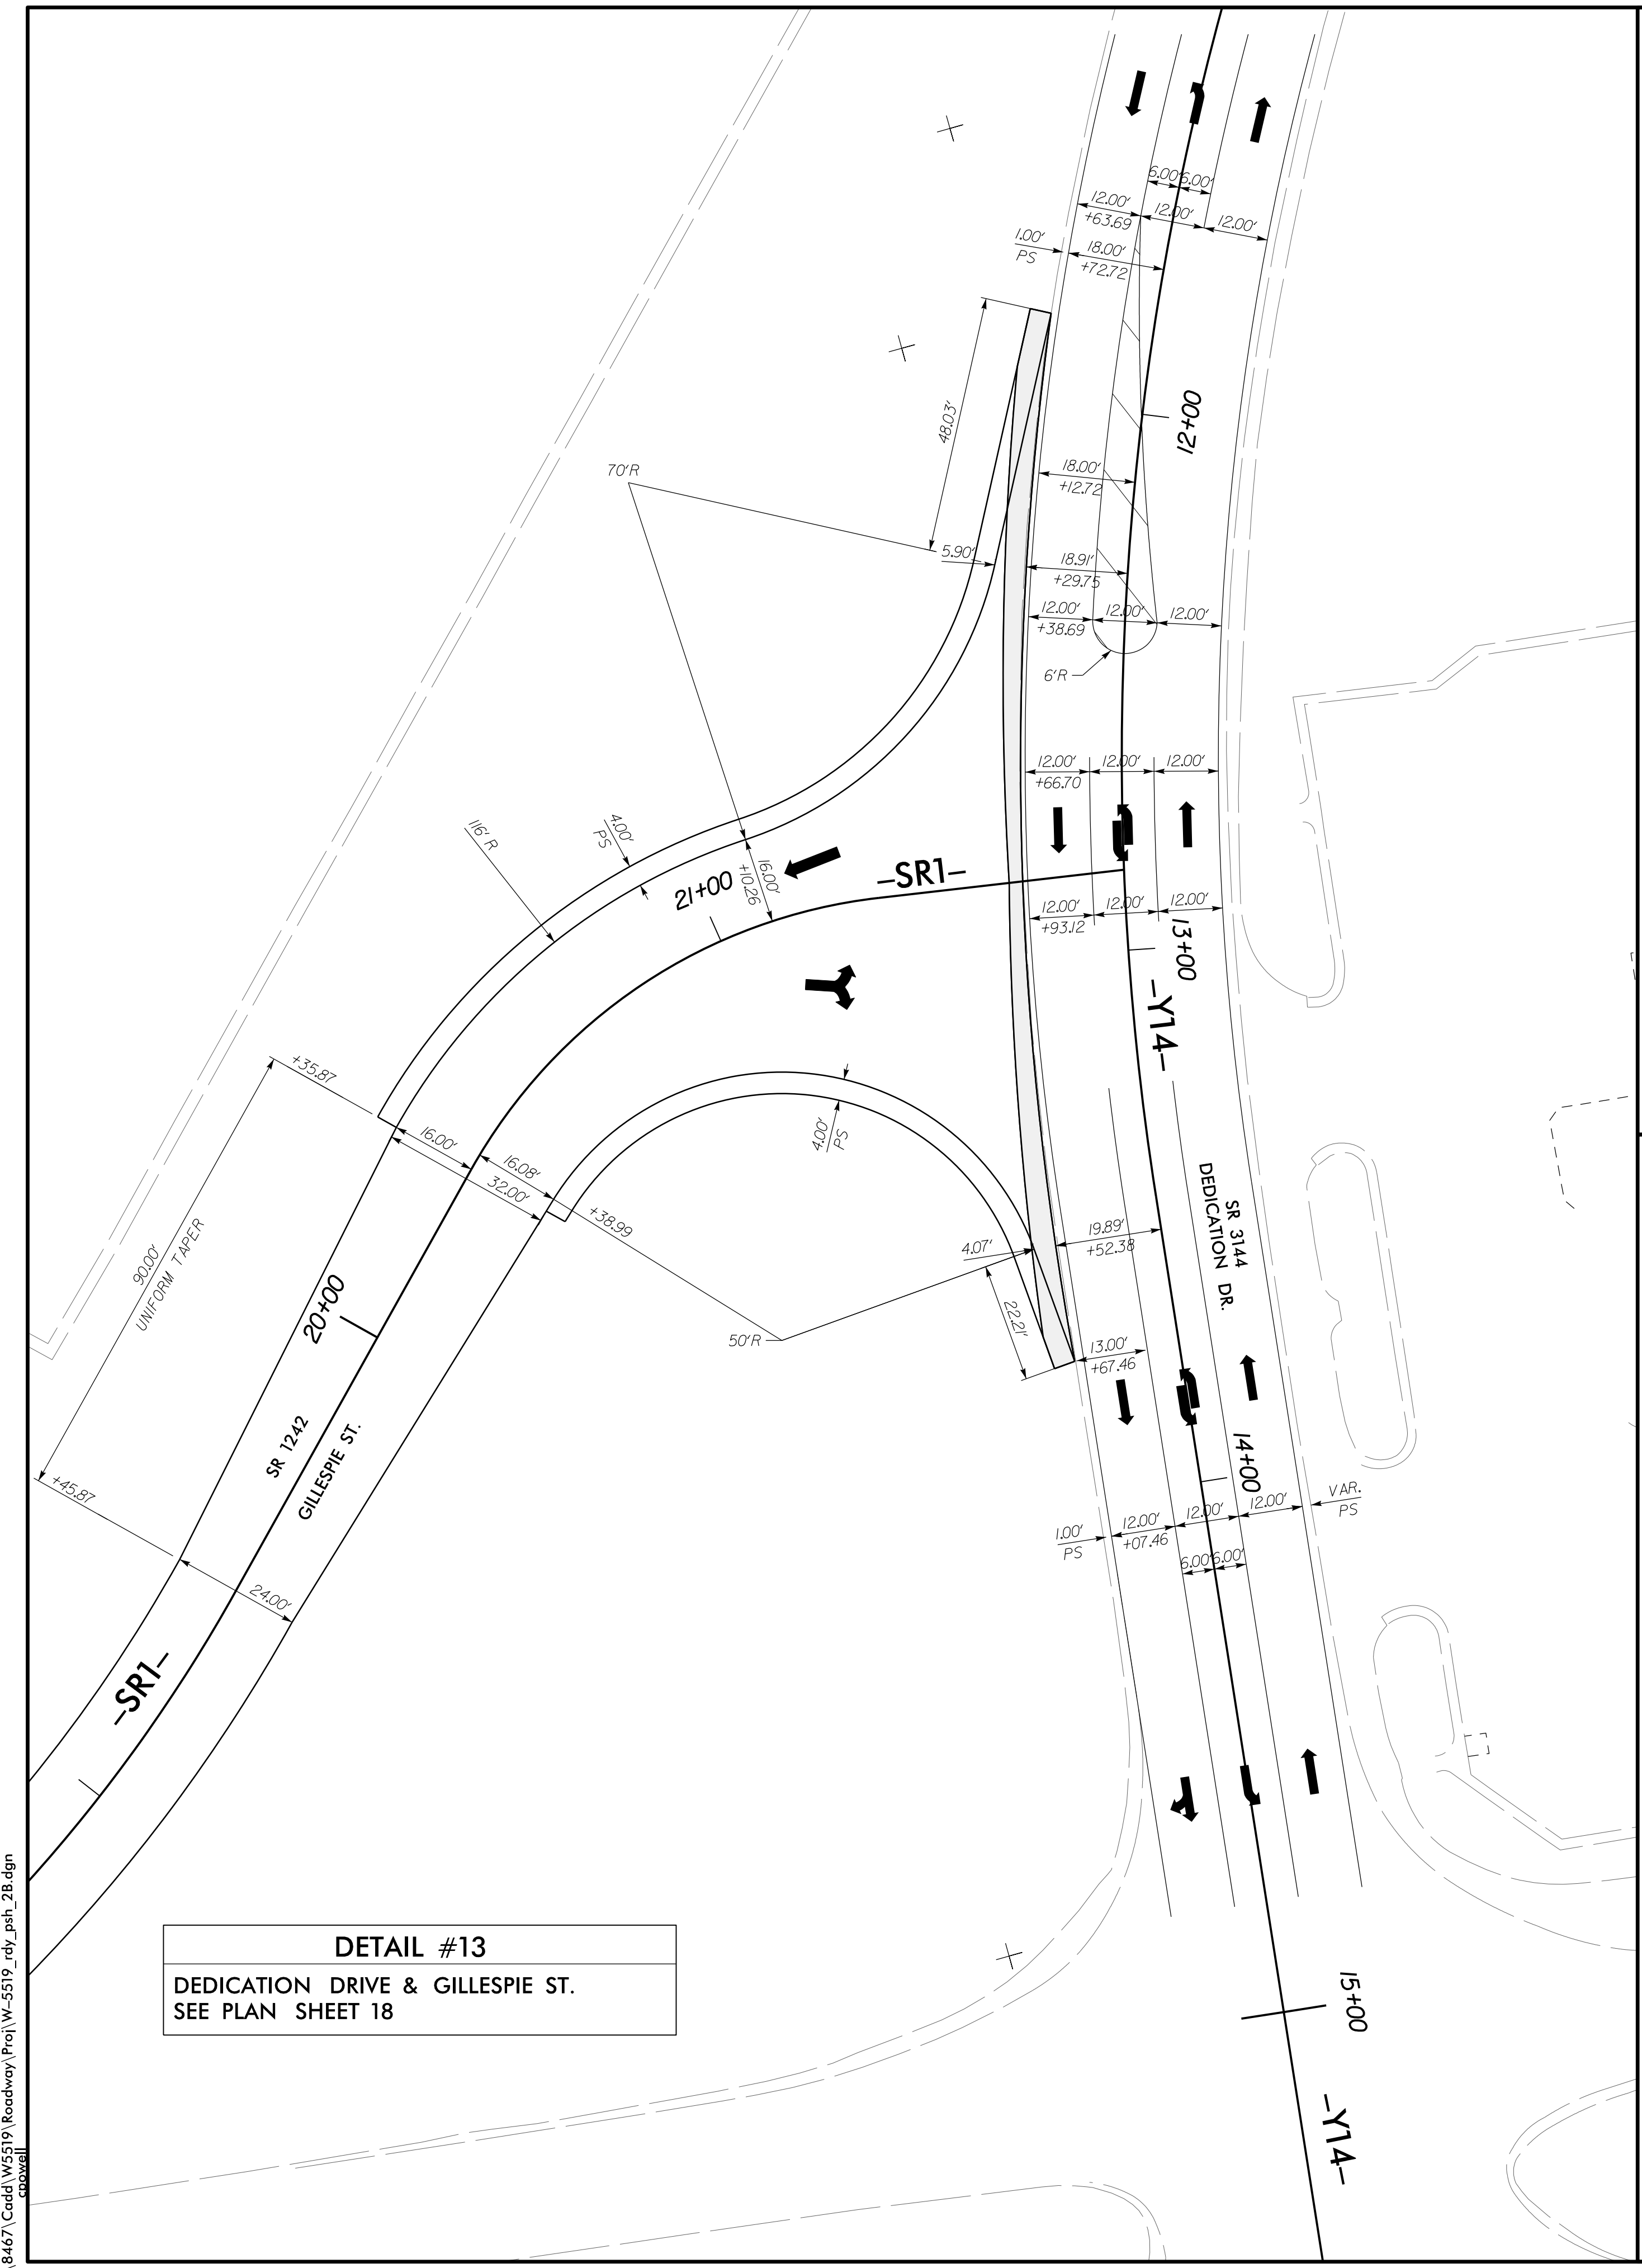 6.00' 6.00'
12.00'
+63.69
12.00'
12.00'
1.00'
PS
18.00'
+72.72
48.03'
12+00
70'R
18.00'
+12.72
5.90'
18.91'
+29.75
12.00'
+38.69
12.00'
12.00'
6'R
12.00'
+66.70
12.00'
12.00'
116' R
4.00'
PS
21+00
16.00'
+10.26
-SR1-
12.00'
+93.12
12.00'
12.00'
13+00
-Y14-
+35.87
16.00'
16.08'
32.00'
+38.99
4.00'
PS
90.00'
UNIFORM TAPER
20+00
SR 3144
DEDICATION DR.
19.89'
+52.38
4.07'
22.21'
50'R
13.00'
+67.46
SR 1242
GILLESPIE ST.
14+00
+45.87
24.00'
VAR.
PS
1.00'
PS
12.00'
+07.46
12.00'
12.00'
6.00' 6.00'
-SR1-
DETAIL #13
DEDICATION DRIVE & GILLESPIE ST.
SEE PLAN SHEET 18
15+00
-Y14-
\8467\Cadd\W5519\Roadway\Proj\W-5519_rdy_psh_2B.dgn
cpowell